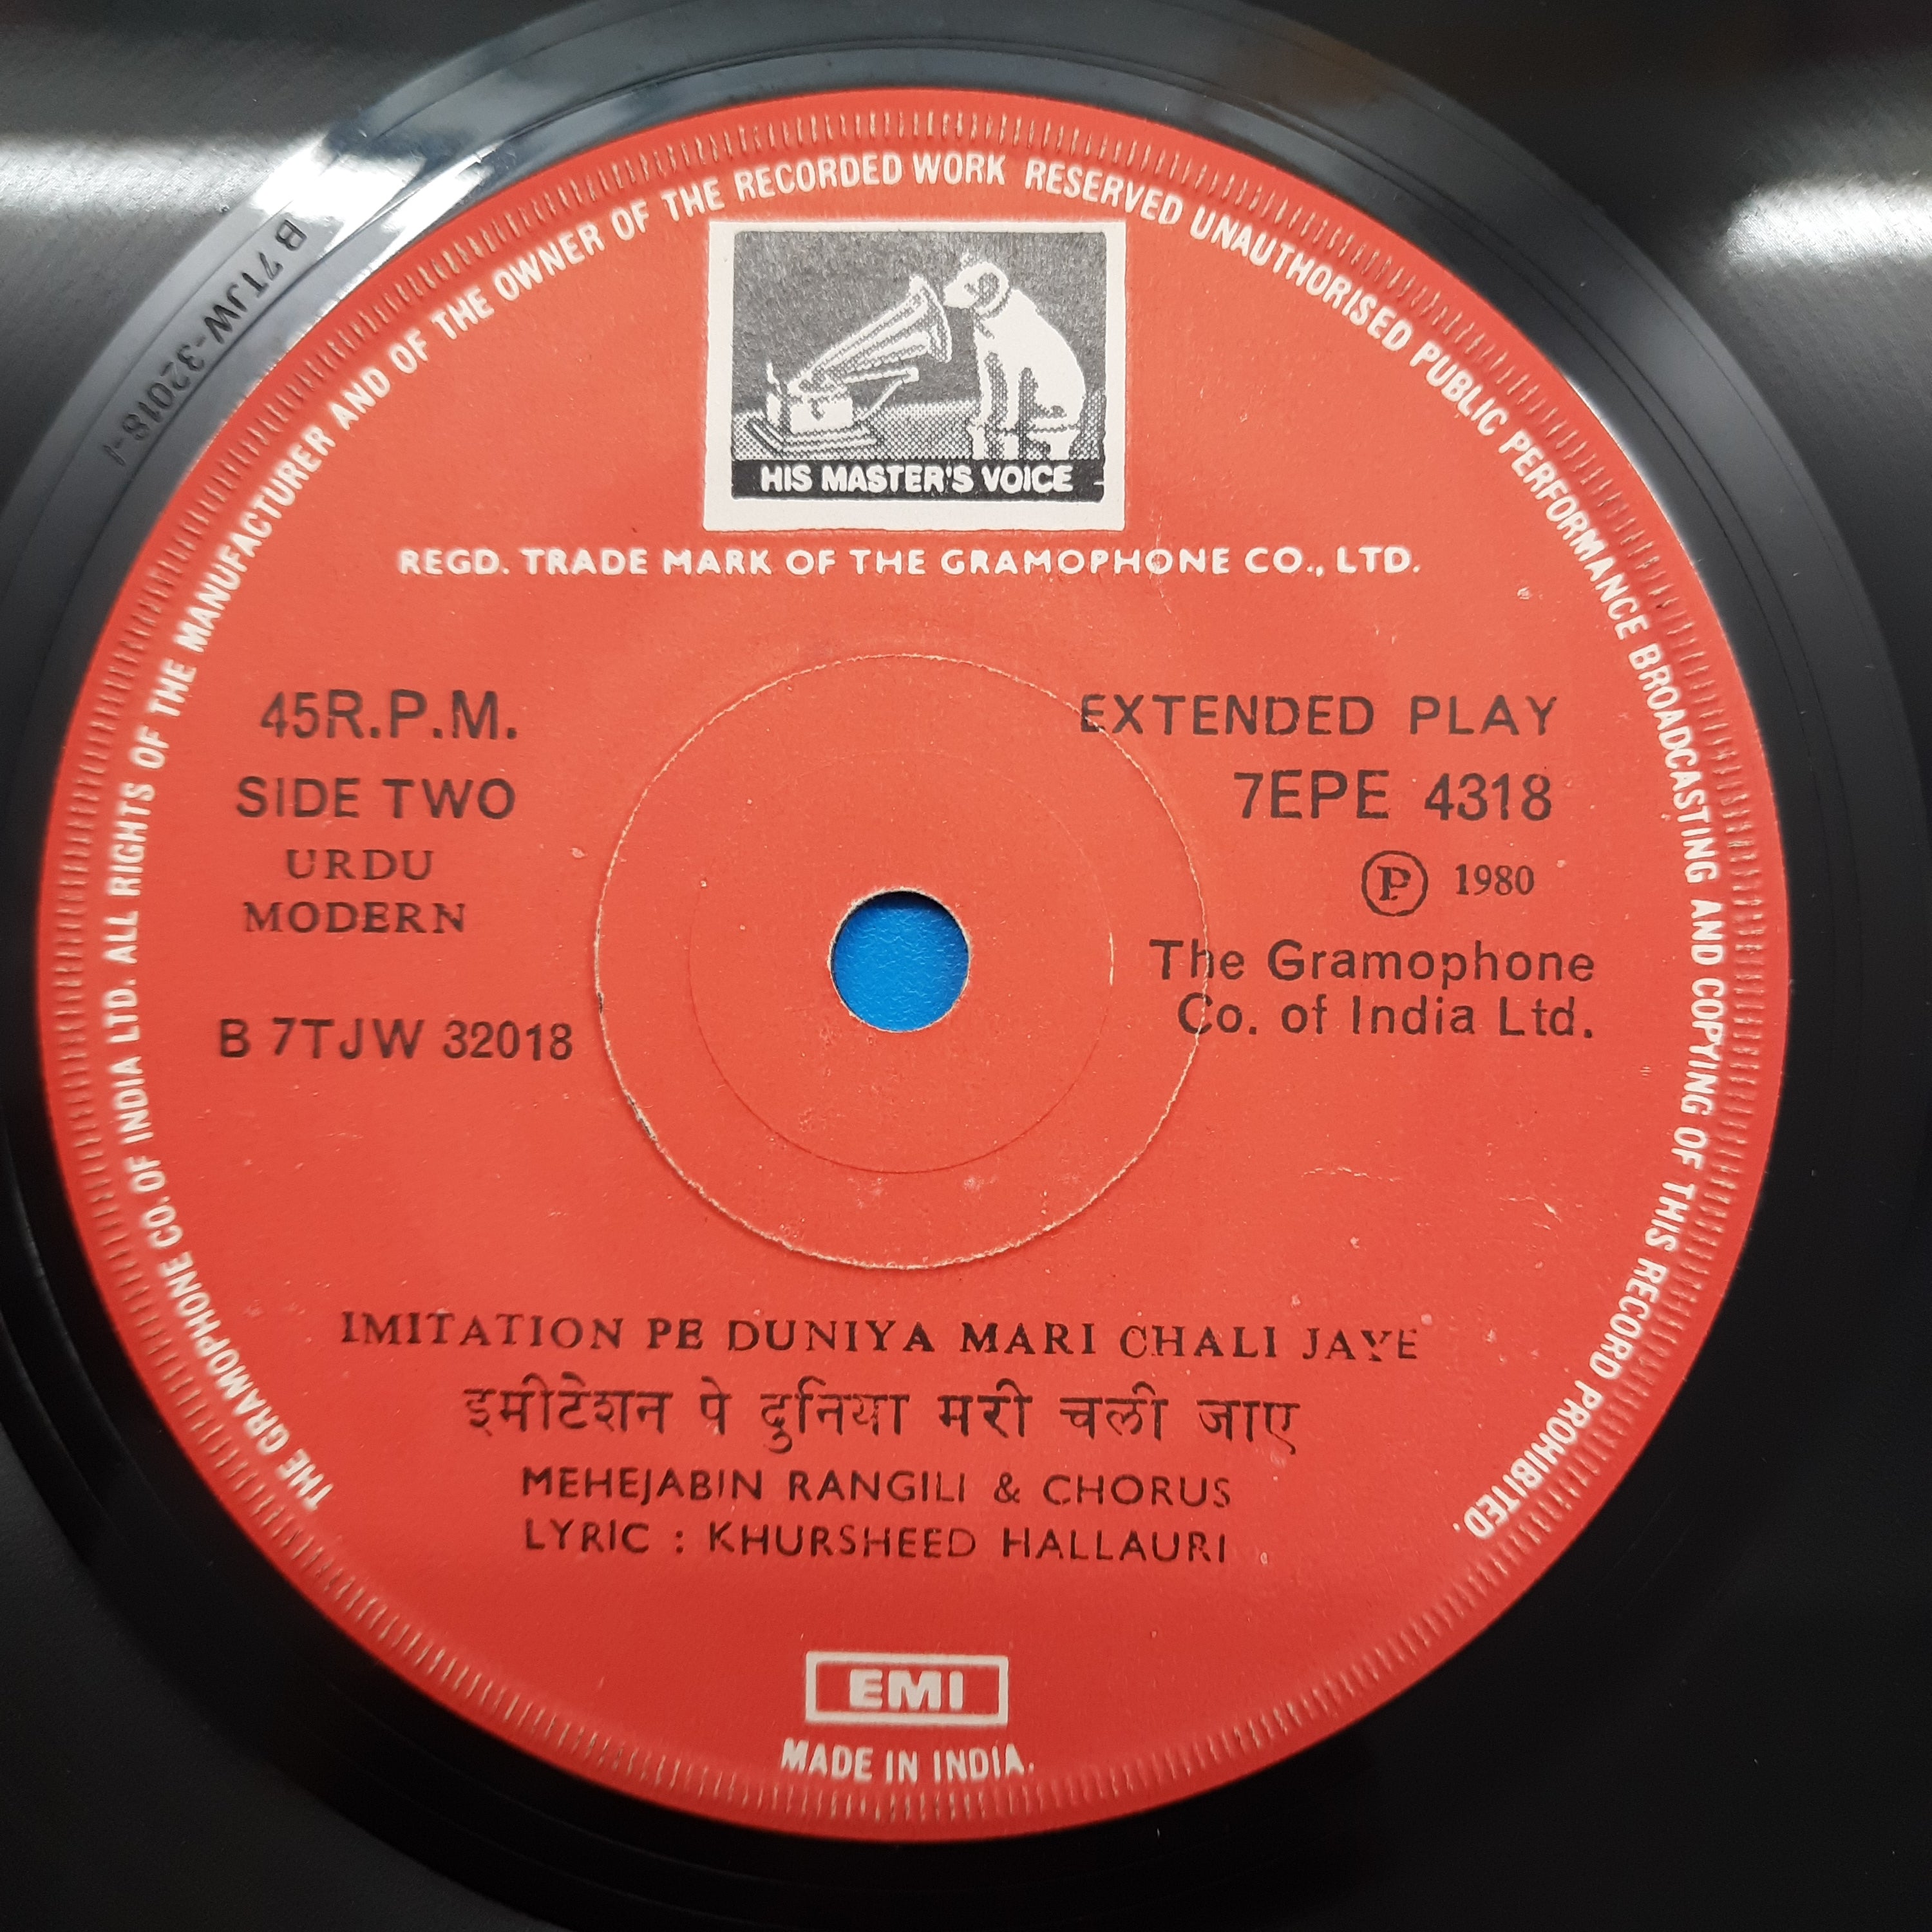 THE GRAMOPHONE CO. OF INDIA LTD. ALL RIGHTS OF THE MANUFACTURER AND OF THE OWNER OF THE RECORDED WORK RESERVED UNAUTHORISED PUBLIC PERFORMANCE BROADCASTING AND COPYING OF THIS RECORD PROHIBITED.
HIS MASTER'S VOICE
REGD. TRADE MARK OF THE GRAMOPHONE CO., LTD.
45R.P.M.
SIDE TWO
URDU
MODERN
B 7TJW 32018
EXTENDED PLAY
7EPE 4318
Ⓟ 1980
The Gramophone
Co. of India Ltd.
IMITATION PE DUNIYA MARI CHALI JAYE
इमीटेशन पे दुनिया मरी चली जाए
MEHEJABIN RANGILI & CHORUS
LYRIC : KHURSHEED HALLAURI
EMI
MADE IN INDIA.
B 7TJW-32018-1